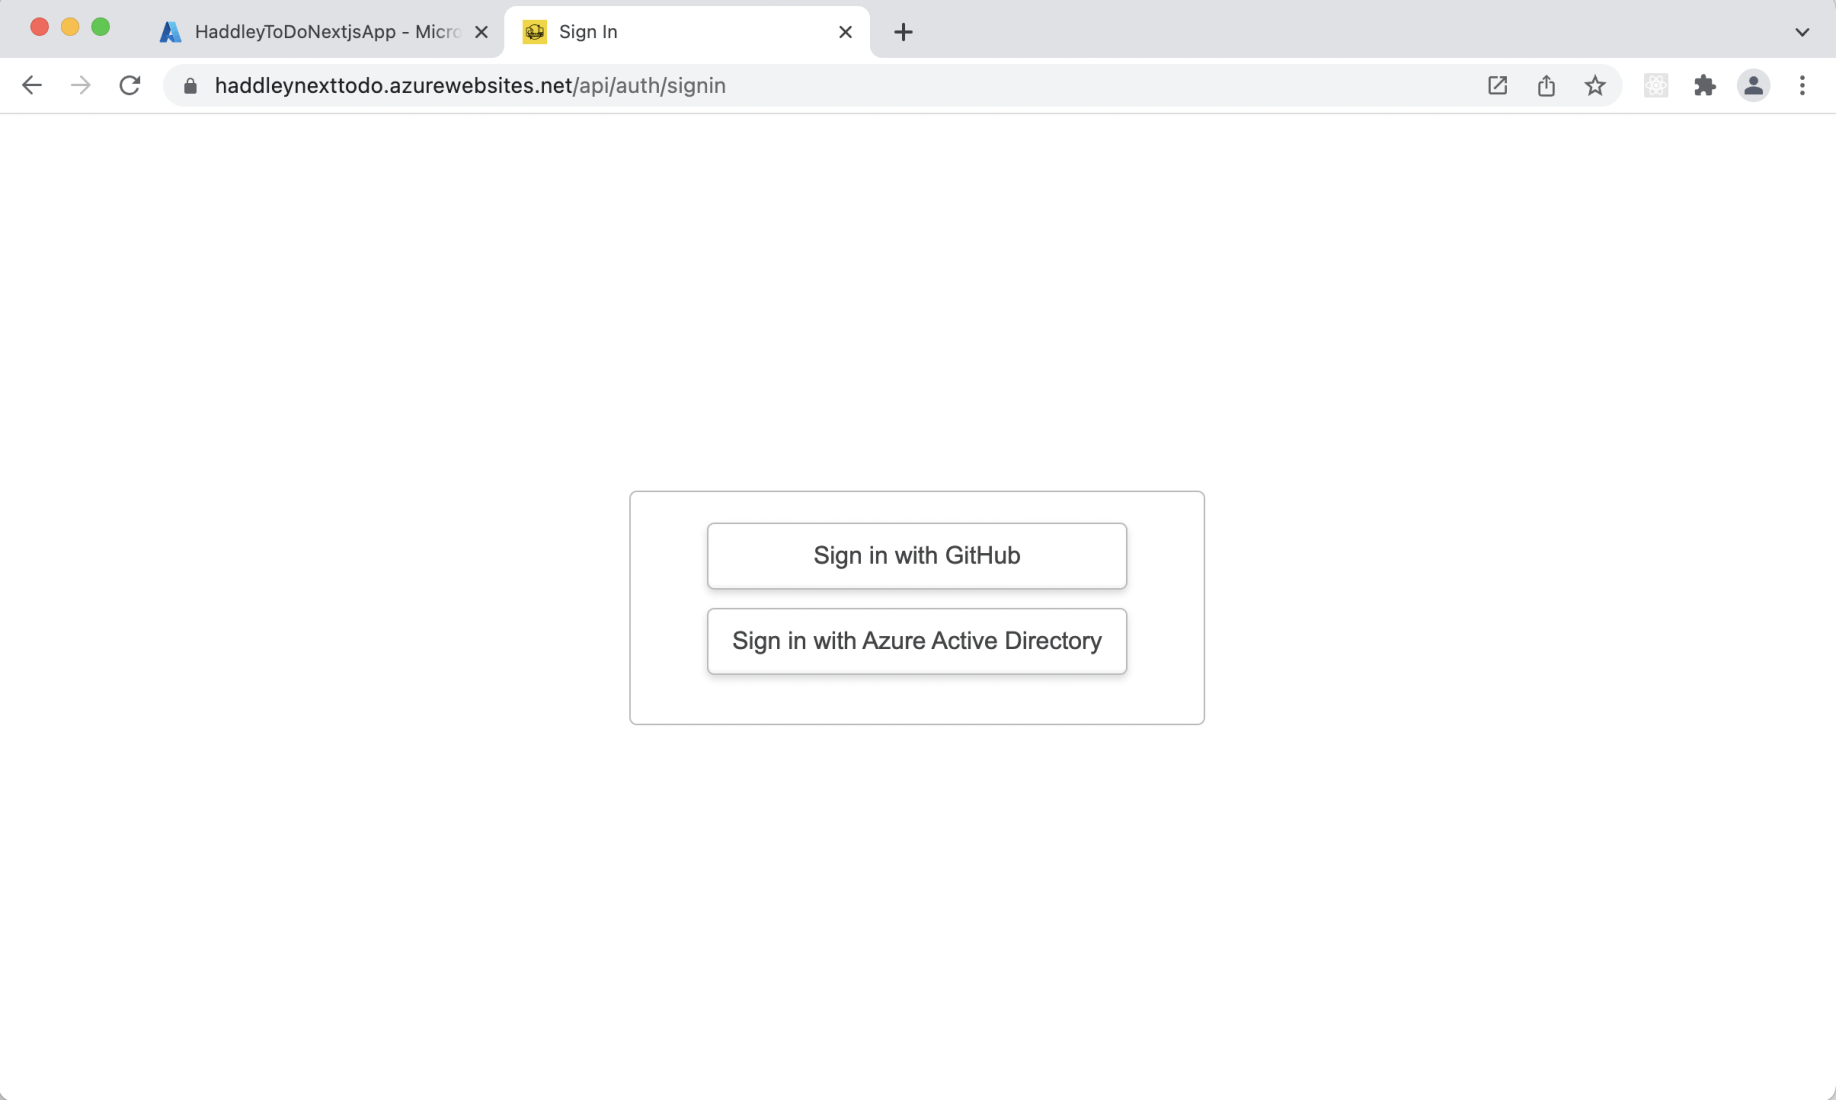 HaddleyToDoNextjsApp - Micro
Sign In
haddleynexttodo.azurewebsites.net/api/auth/signin
Sign in with GitHub
Sign in with Azure Active Directory